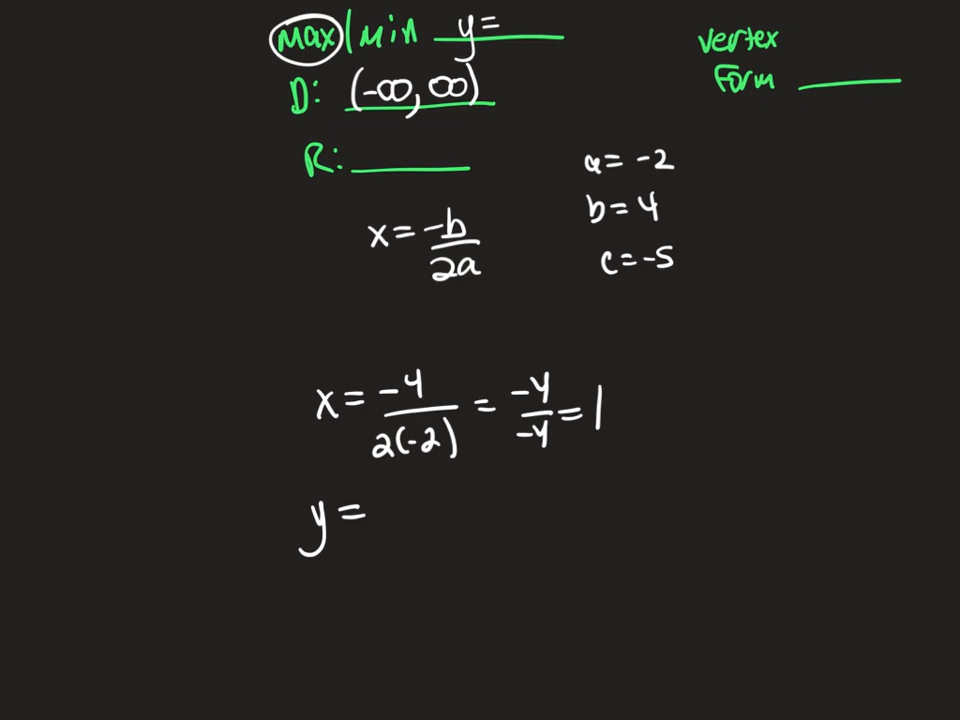 max/min y=
vertex
Form
D: (-∞, ∞)
R:
a= -2
b= 4
c= -5
x= -b/2a
x= -4/2(-2) = -4/-4 = 1
y=